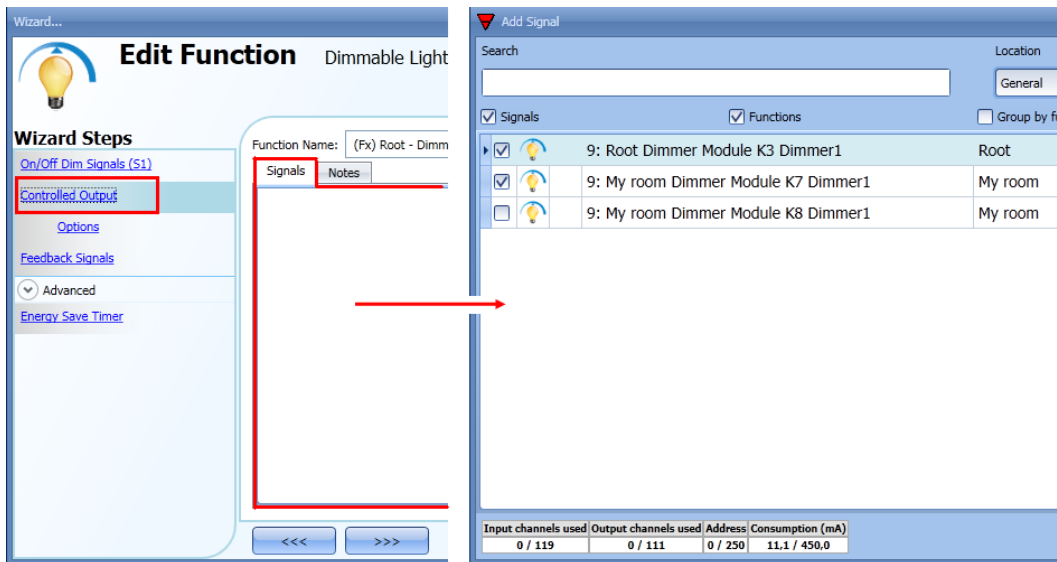 Wizard...
Edit Function Dimmable Light
Wizard Steps
On/Off Dim Signals (S1)
Controlled Output
Options
Feedback Signals
Advanced
Energy Save Timer
Function Name: (Fx) Root - Dimm
Signals Notes
<<< >>>
Add Signal
Search Location
General
Signals Functions Group by fu
9: Root Dimmer Module K3 Dimmer1 Root
9: My room Dimmer Module K7 Dimmer1 My room
9: My room Dimmer Module K8 Dimmer1 My room
Input channels used Output channels used Address Consumption (mA)
0 / 119 0 / 111 0 / 250 11,1 / 450,0